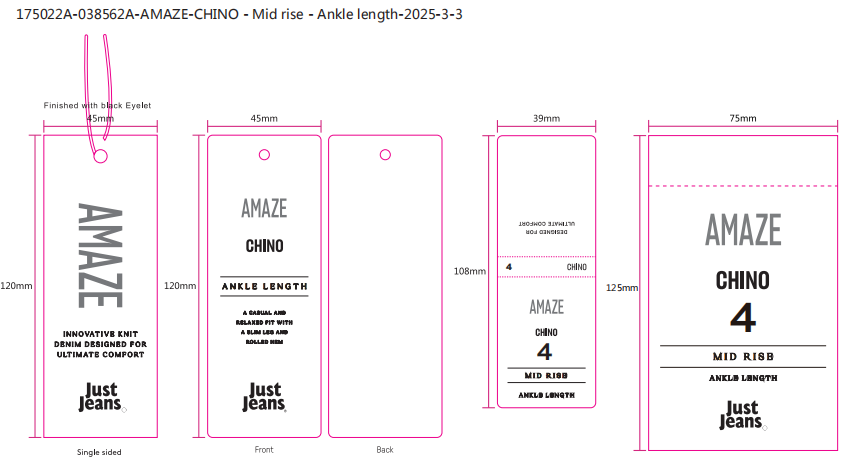 175022A-038562A-AMAZE-CHINO - Mid rise - Ankle length-2025-3-3
Finished with black Eyelet
45mm
120mm
AMAZE
INNOVATIVE KNIT
DENIM DESIGNED FOR
ULTIMATE COMFORT
Just
Jeans
Single sided
45mm
120mm
AMAZE
CHINO
ANKLE LENGTH
A CASUAL AND
RELAXED FIT WITH
A SLIM LEG AND
ROLLED HEM
Just
Jeans
Front
Back
39mm
108mm
DESIGNED FOR
ULTIMATE COMFORT
4 CHINO
AMAZE
CHINO
4
MID RISE
ANKLE LENGTH
75mm
125mm
AMAZE
CHINO
4
MID RISE
ANKLE LENGTH
Just
Jeans